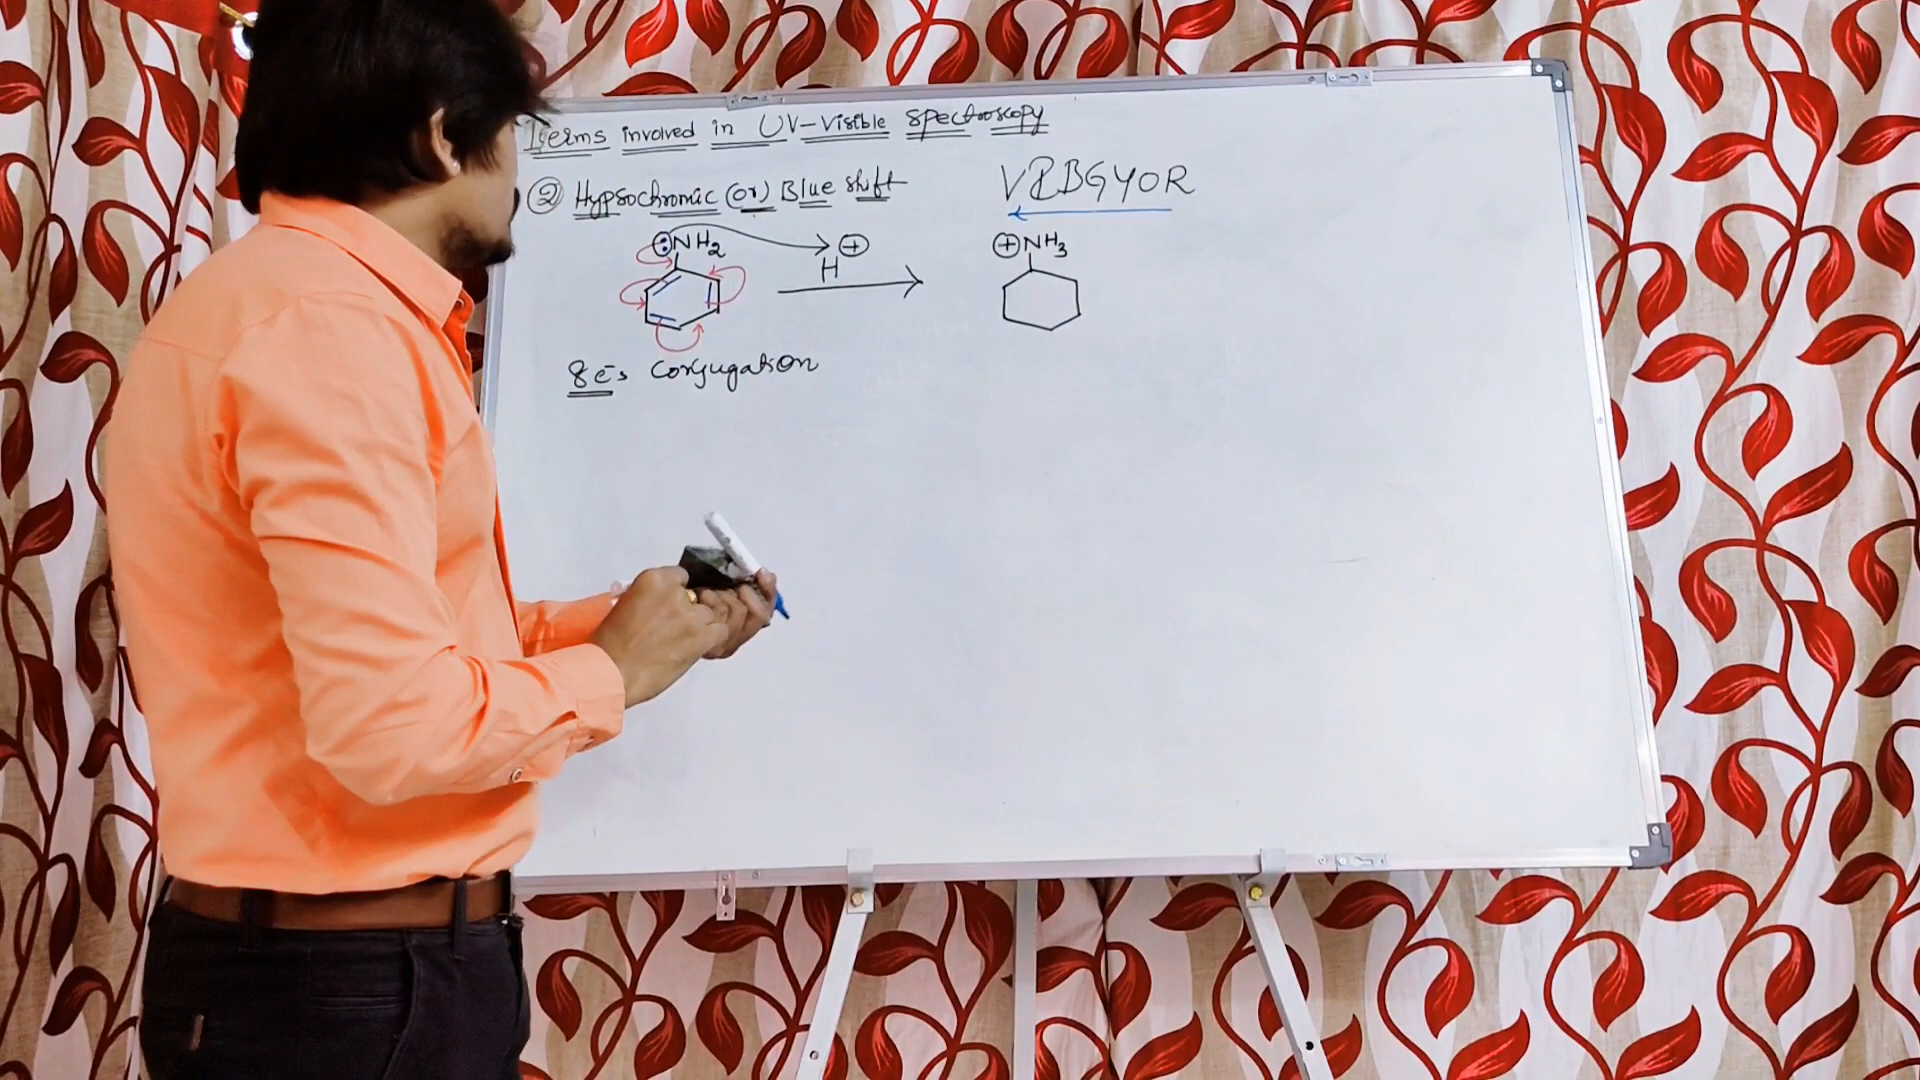 Terms involved in UV-Visible spectroscopy
② Hypsochromic (or) Blue shift
VIBGYOR
NH2
H ⊕
⊕ NH3
8 e⁻s conjugation